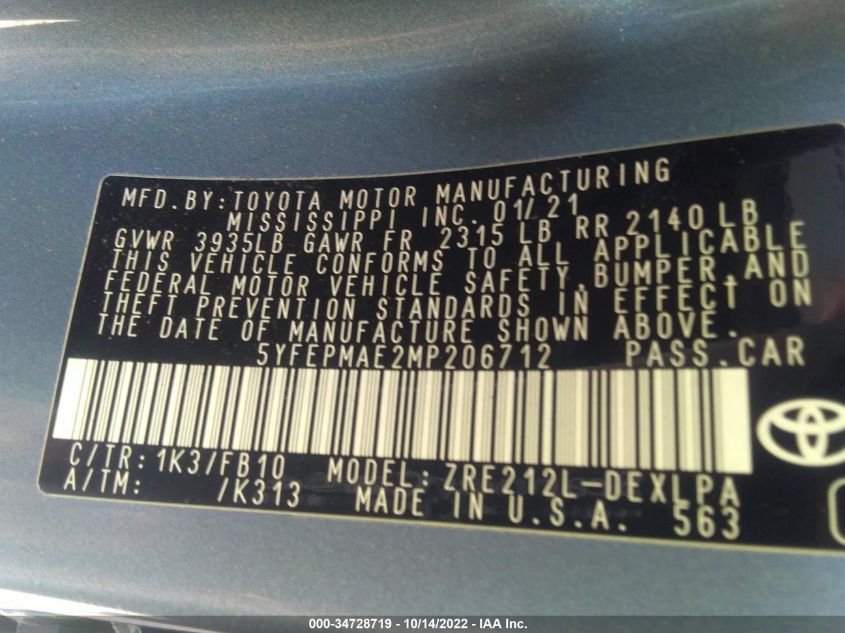 MFD. BY: TOYOTA MOTOR MANUFACTURING
MISSISSIPPI INC. 01/21
GVWR 3935LB GAWR FR 2315 LB RR 2140 LB
THIS VEHICLE CONFORMS TO ALL APPLICABLE
FEDERAL MOTOR VEHICLE SAFETY, BUMPER, AND
THEFT PREVENTION STANDARDS IN EFFECT ON
THE DATE OF MANUFACTURE SHOWN ABOVE.
5YFEPMAE2MP206712 PASS. CAR
C/TR: 1K3/FB10 MODEL: ZRE212L-DEXLPA
A/TM: /K313 MADE IN U.S.A. 563
000-34728719 - 10/14/2022 - IAA Inc.